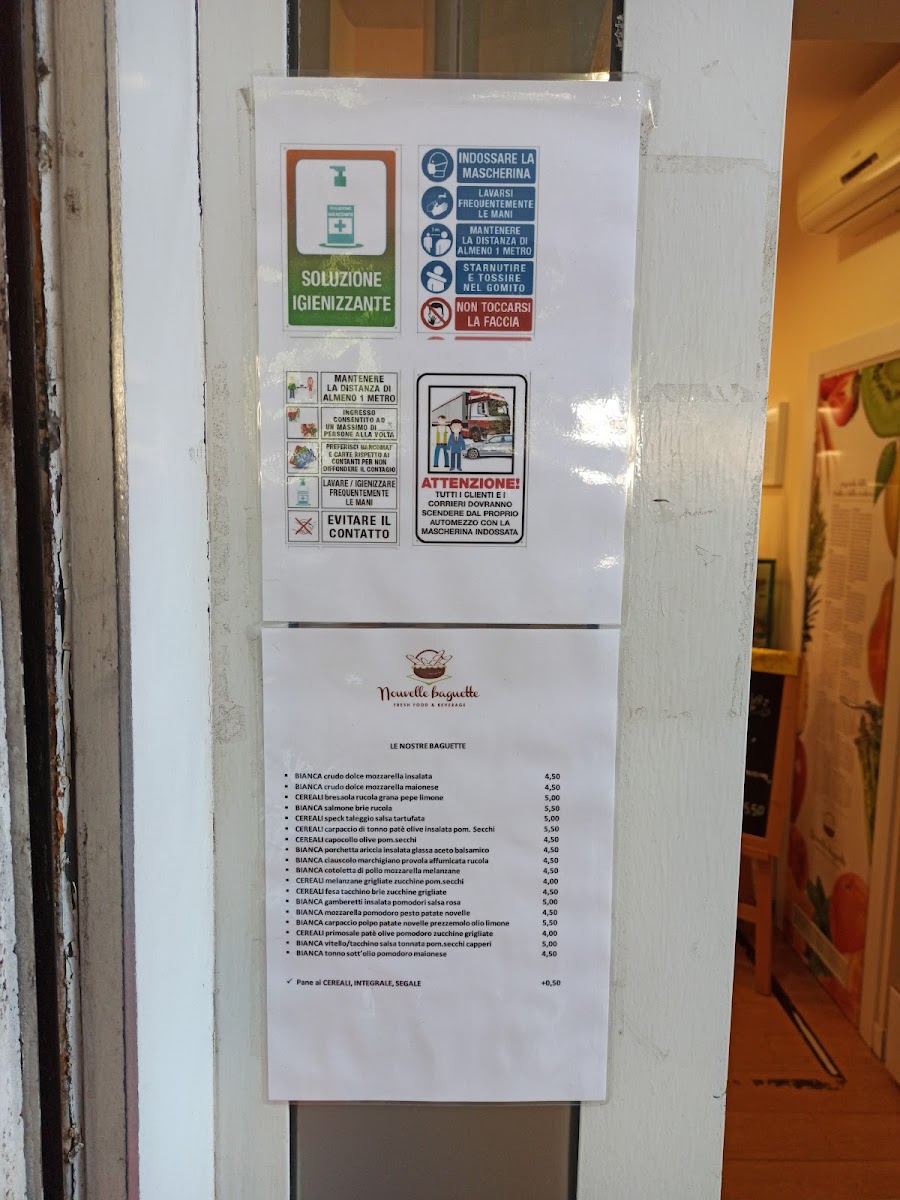 SOLUZIONE
IGIENIZZANTE
INDOSSARE LA
MASCHERINA
LAVARSI
FREQUENTEMENTE
LE MANI
MANTENERE
LA DISTANZA DI
ALMENO 1 METRO
STARNUTIRE
E TOSSIRE
NEL GOMITO
NON TOCCARSI
LA FACCIA
MANTENERE
LA DISTANZA DI
ALMENO 1 METRO
INGRESSO
CONSENTITO AD
UN MASSIMO DI
PERSONE ALLA VOLTA
PREFERISCI BANCOMAT
E CARTE RISPETTO AI
CONTANTI PER NON
DIFFONDERE IL CONTAGIO
LAVARE / IGIENIZZARE
FREQUENTEMENTE
LE MANI
EVITARE IL
CONTATTO
ATTENZIONE!
TUTTI I CLIENTI E I
CORRIERI DOVRANNO
SCENDERE DAL PROPRIO
AUTOMEZZO CON LA
MASCHERINA INDOSSATA
Nouvelle baguette
FRESH FOOD & BEVERAGE
LE NOSTRE BAGUETTE
BIANCA crudo dolce mozzarella insalata 4,50
BIANCA crudo dolce mozzarella maionese 4,50
CEREALI bresaola rucola grana pepe limone 5,00
BIANCA salmone brie rucola 5,50
CEREALI speck taleggio salsa tartufata 5,00
CEREALI carpaccio di tonno patè olive insalata pom. Secchi 5,50
CEREALI capocollo olive pom.secchi 4,50
BIANCA porchetta ariccia insalata glassa aceto balsamico 4,50
BIANCA ciauscolo marchigiano provola affumicata rucola 4,50
BIANCA cotoletta di pollo mozzarella melanzane 4,50
CEREALI melanzane grigliate zucchine pom.secchi 4,00
CEREALI fesa tacchino brie zucchine grigliate 4,50
BIANCA gamberetti insalata pomodori salsa rosa 5,00
BIANCA mozzarella pomodoro pesto patate novelle 4,50
BIANCA carpaccio polpo patate novelle prezzemolo olio limone 5,50
CEREALI primosale patè olive pomodoro zucchine grigliate 4,00
BIANCA vitello/tacchino salsa tonnata pom.secchi capperi 5,00
BIANCA tonno sott'olio pomodoro maionese 4,50
✓ Pane ai CEREALI, INTEGRALE, SEGALE +0,50